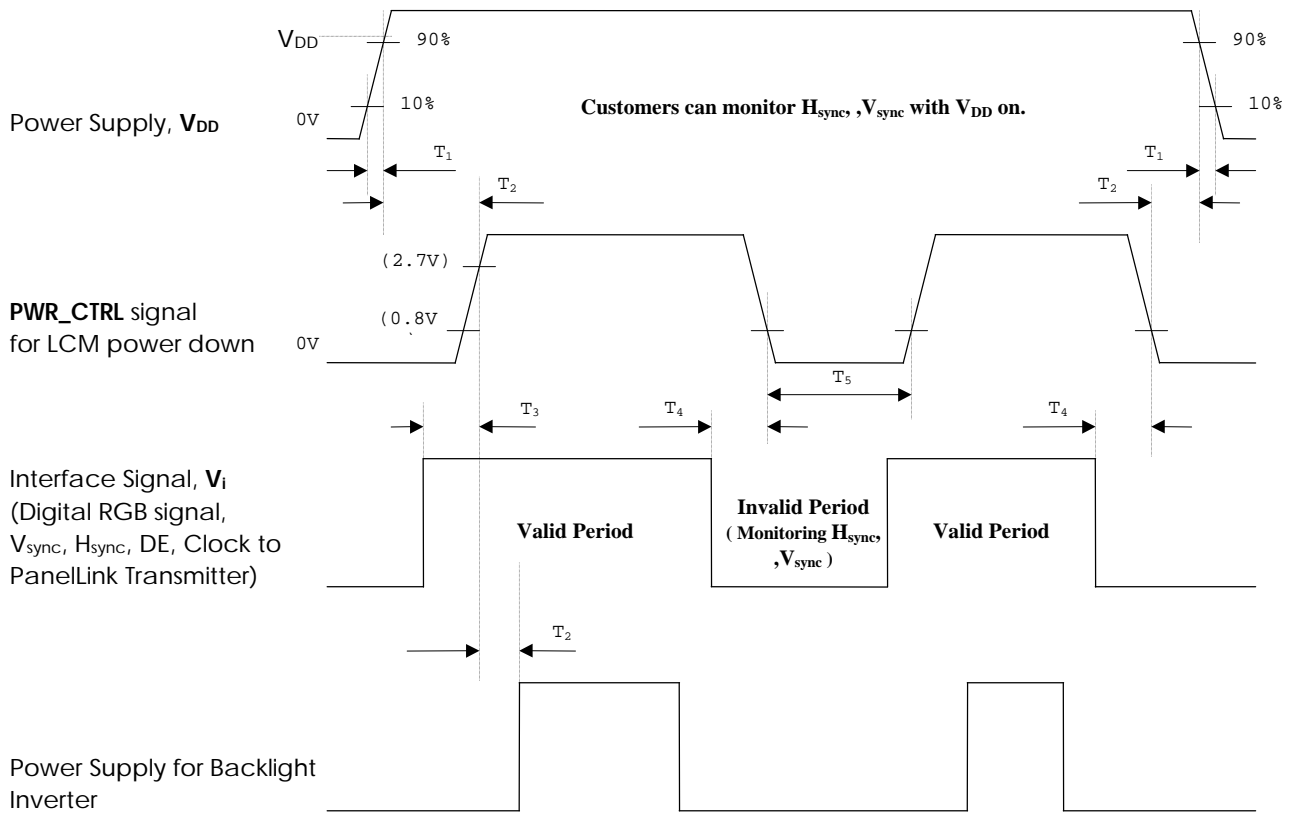 VDD
90%
90%
10%
10%
Power Supply, VDD
0V
Customers can monitor Hsync, ,Vsync with VDD on.
T1
T1
T2
T2
(2.7V)
PWR_CTRL signal
for LCM power down
(0.8V
`
0V
T5
T3
T4
T4
Interface Signal, Vi
(Digital RGB signal,
Vsync, Hsync, DE, Clock to
PanelLink Transmitter)
Valid Period
Invalid Period
( Monitoring Hsync,
,Vsync )
Valid Period
T2
Power Supply for Backlight
Inverter